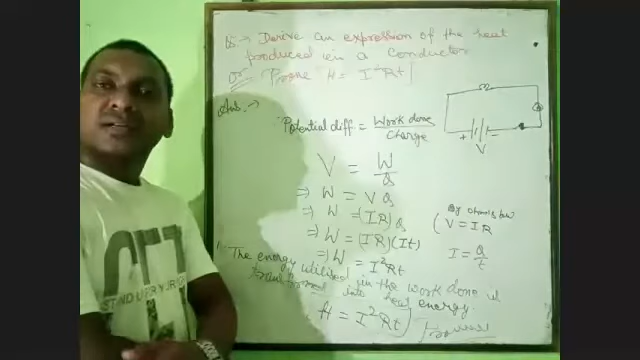 Q:→ Derive an expression of the heat
produced in a conductor
Or Prove H = I²Rt
Ans:→
Potential diff = Work done / Charge
V = W/Q
⇒ W = VQ
⇒ W = (IR)Q
⇒ W = (IR)(It)
⇒ W = I²Rt
By ohm's law
( V = IR
I = Q/t
+ −
V
The energy utilised in the work done is
transformed into heat energy
H = I²Rt
STAND OUT